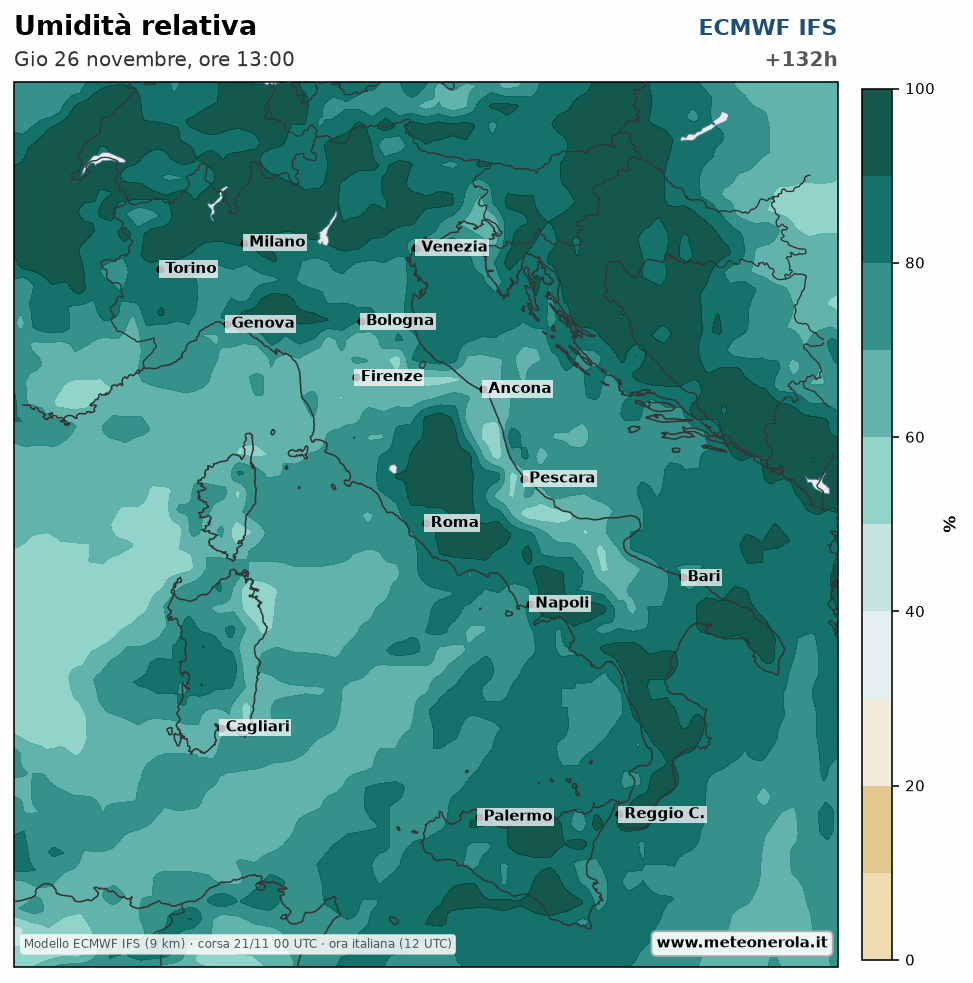 Umidità relativa
ECMWF IFS
Gio 26 novembre, ore 13:00
+132h
100
80
60
40
20
0
%
Milano
Venezia
Torino
Genova
Bologna
Firenze
Ancona
Pescara
Roma
Bari
Napoli
Cagliari
Palermo
Reggio C.
Modello ECMWF IFS (9 km) · corsa 21/11 00 UTC · ora italiana (12 UTC)
www.meteonerola.it